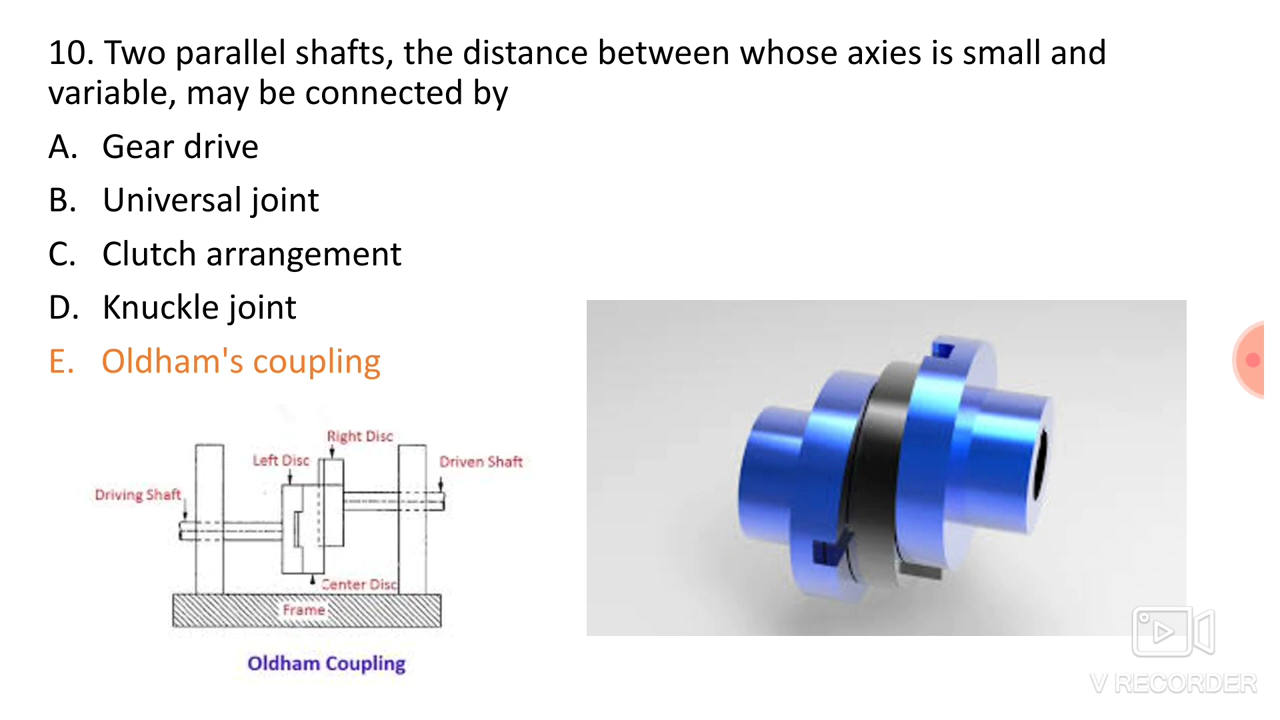 10. Two parallel shafts, the distance between whose axies is small and
variable, may be connected by
A. Gear drive
B. Universal joint
C. Clutch arrangement
D. Knuckle joint
E. Oldham's coupling
Right Disc
Left Disc
Driven Shaft
Driving Shaft
Center Disc
Frame
Oldham Coupling
V RECORDER